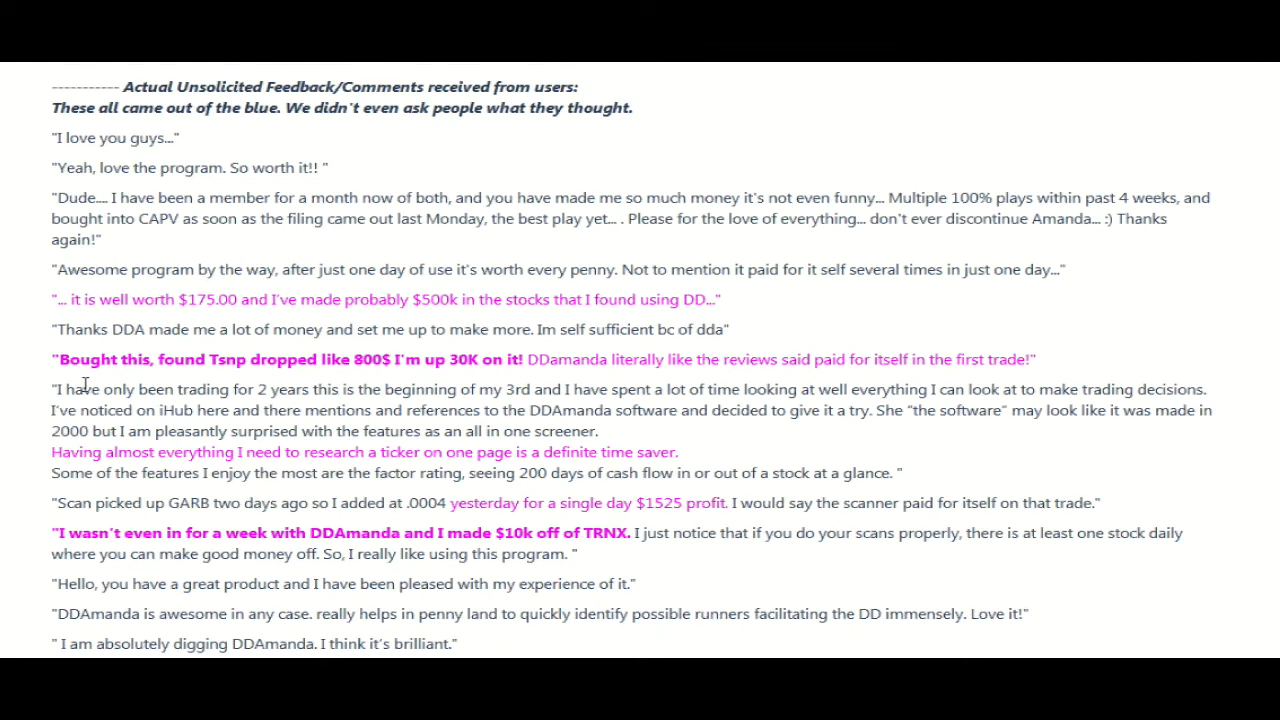 ----------- Actual Unsolicited Feedback/Comments received from users:
These all came out of the blue. We didn't even ask people what they thought.
"I love you guys..."
"Yeah, love the program. So worth it!! "
"Dude.... I have been a member for a month now of both, and you have made me so much money it's not even funny... Multiple 100% plays within past 4 weeks, and
bought into CAPV as soon as the filing came out last Monday, the best play yet... . Please for the love of everything... don't ever discontinue Amanda... :) Thanks
again!"
"Awesome program by the way, after just one day of use it's worth every penny. Not to mention it paid for it self several times in just one day..."
"... it is well worth $175.00 and I've made probably $500k in the stocks that I found using DD..."
"Thanks DDA made me a lot of money and set me up to make more. Im self sufficient bc of dda"
"Bought this, found Tsnp dropped like 800$ I'm up 30K on it! DDamanda literally like the reviews said paid for itself in the first trade!"
"I have only been trading for 2 years this is the beginning of my 3rd and I have spent a lot of time looking at well everything I can look at to make trading decisions.
I've noticed on iHub here and there mentions and references to the DDAmanda software and decided to give it a try. She "the software" may look like it was made in
2000 but I am pleasantly surprised with the features as an all in one screener.
Having almost everything I need to research a ticker on one page is a definite time saver.
Some of the features I enjoy the most are the factor rating, seeing 200 days of cash flow in or out of a stock at a glance. "
"Scan picked up GARB two days ago so I added at .0004 yesterday for a single day $1525 profit. I would say the scanner paid for itself on that trade."
"I wasn't even in for a week with DDAmanda and I made $10k off of TRNX. I just notice that if you do your scans properly, there is at least one stock daily
where you can make good money off. So, I really like using this program. "
"Hello, you have a great product and I have been pleased with my experience of it."
"DDAmanda is awesome in any case. really helps in penny land to quickly identify possible runners facilitating the DD immensely. Love it!"
" I am absolutely digging DDAmanda. I think it's brilliant."